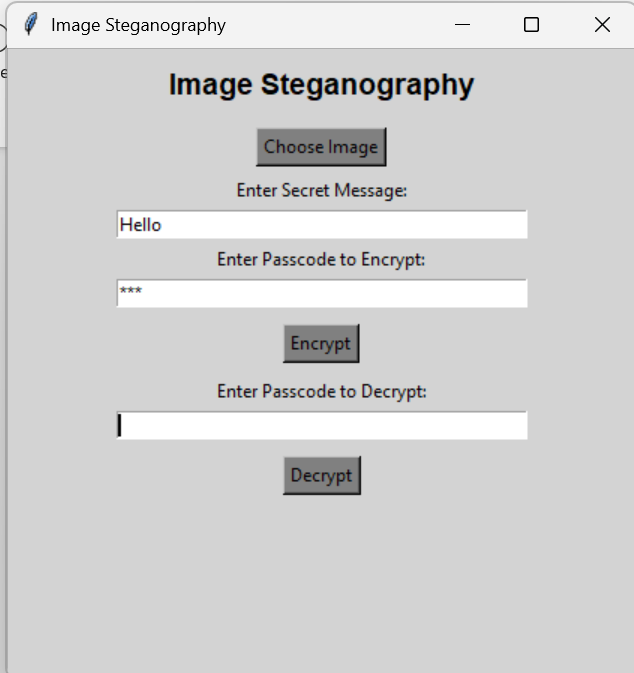 Image Steganography
Image Steganography
Choose Image
Enter Secret Message:
Hello
Enter Passcode to Encrypt:
***
Encrypt
Enter Passcode to Decrypt:
Decrypt